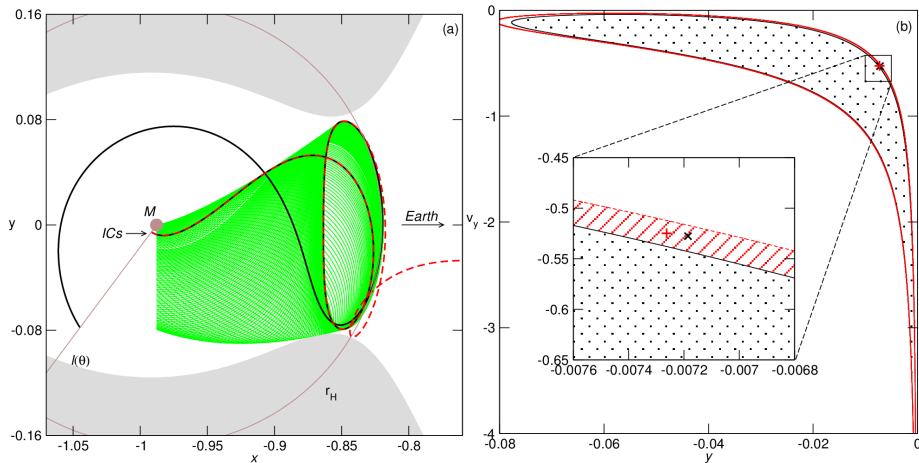 (a)
0.16
0.08
y
0
-0.08
-0.16
M
ICs
Earth
l(θ)
r_H
-1.05
-1
-0.95
-0.9
-0.85
-0.8
x
(b)
0
-1
v_y
-2
-3
-4
-0.45
-0.5
-0.55
-0.6
-0.65
-0.0076
-0.0074
-0.0072
-0.007
-0.0068
-0.08
-0.06
-0.04
-0.02
0
y